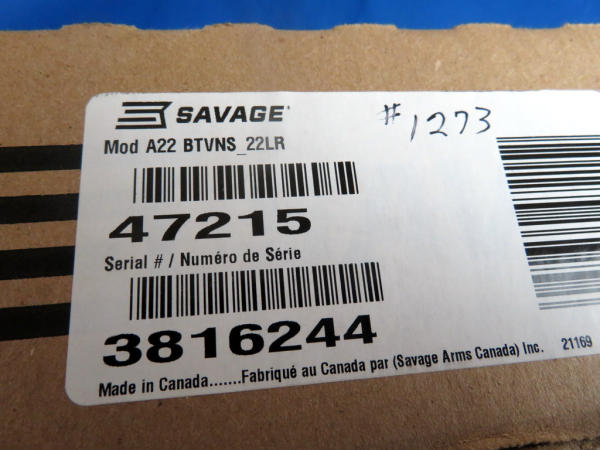 SAVAGE
#1273
Mod A22 BTVNS_22LR
47215
Serial # / Numéro de Série
3816244
Made in Canada.......Fabriqué au Canada par (Savage Arms Canada) Inc. 21169